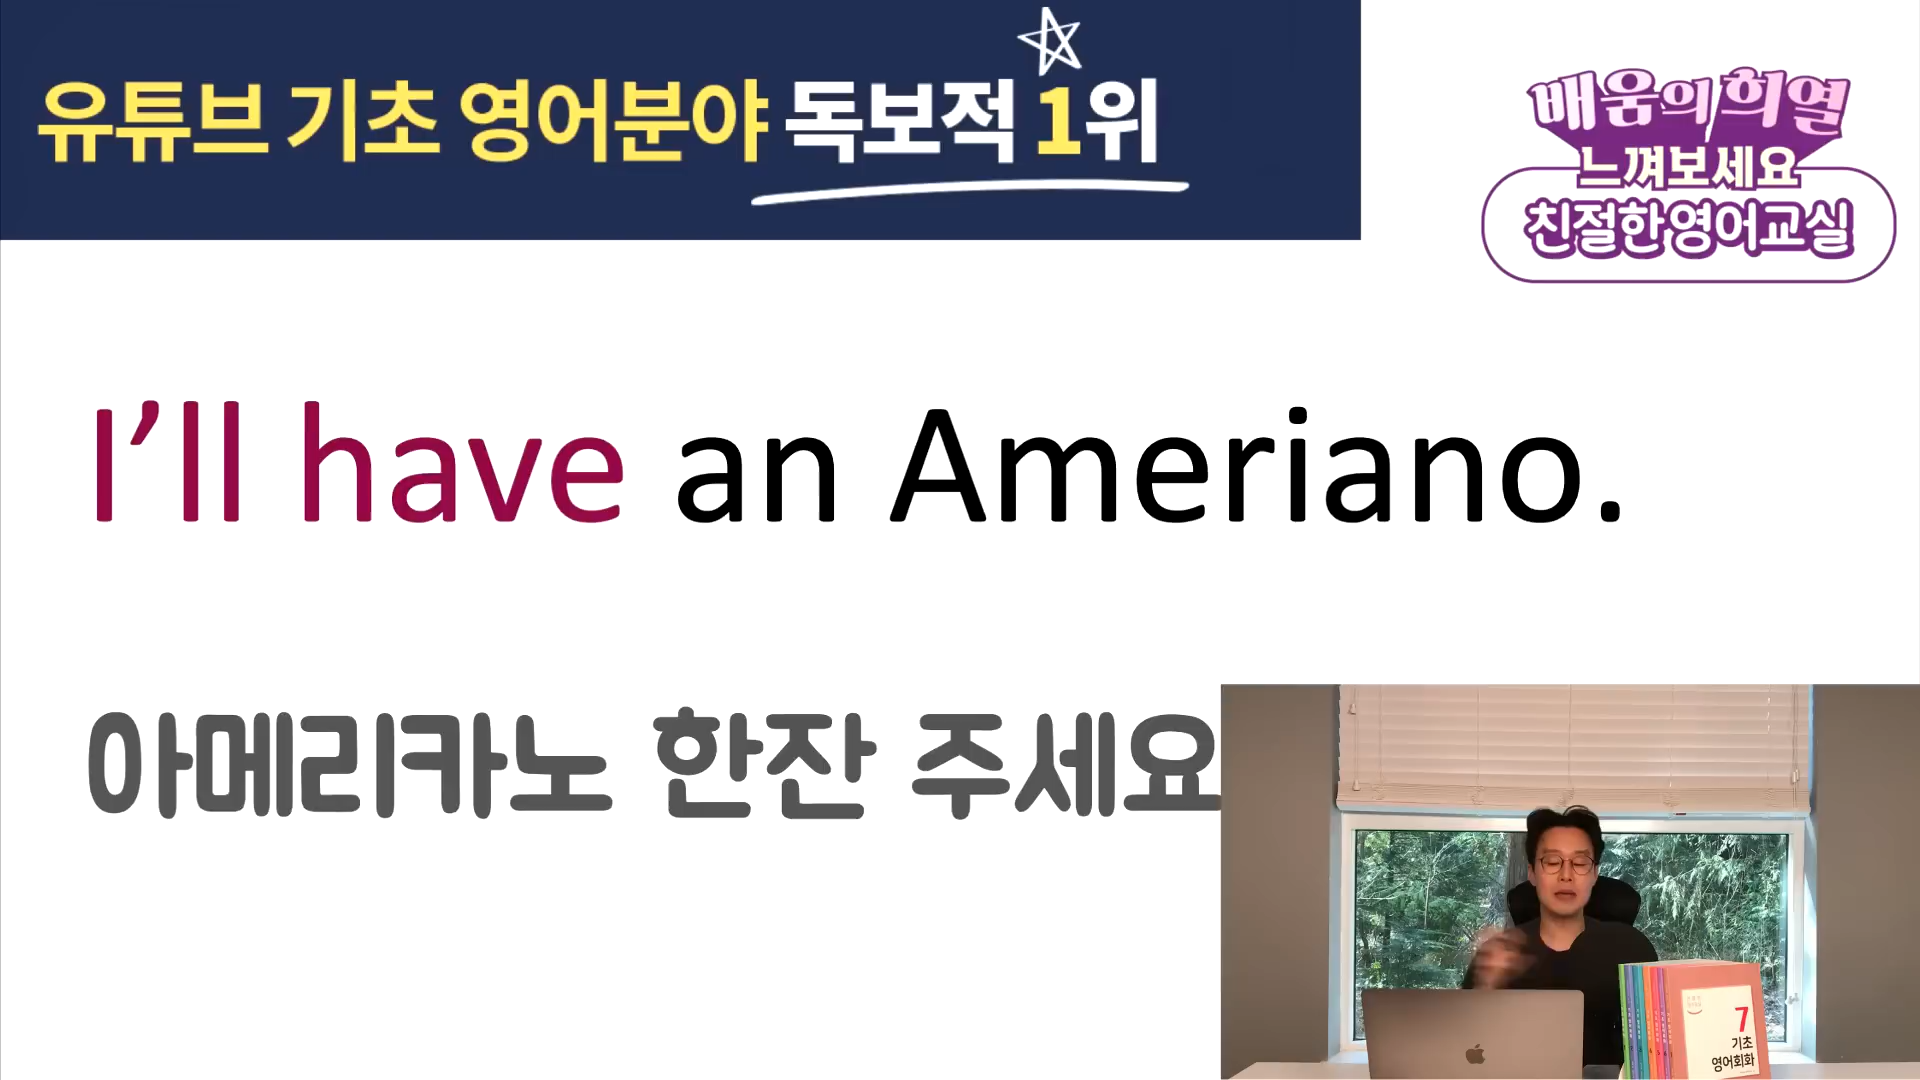 유튜브 기초 영어분야 독보적 1위
배움의 희열
느껴보세요
친절한영어교실
I’ll have an Ameriano.
아메리카노 한잔 주세요
7
기초
영어회화